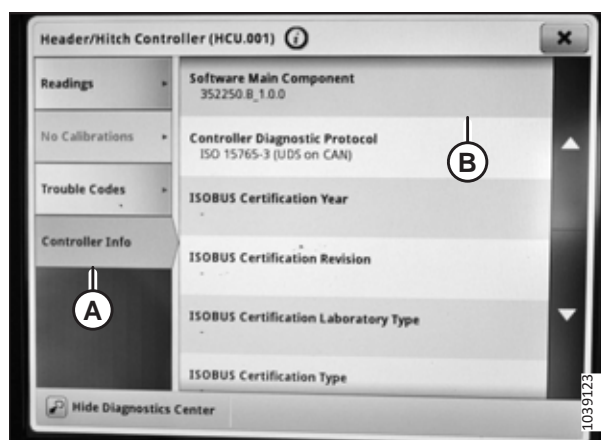 Header/Hitch Controller (HCU.001)
Readings
No Calibrations
Trouble Codes
Controller Info
Software Main Component
352250.B_1.0.0
Controller Diagnostic Protocol
ISO 15765-3 (UDS on CAN)
ISOBUS Certification Year
-
ISOBUS Certification Revision
-
ISOBUS Certification Laboratory Type
-
ISOBUS Certification Type
Hide Diagnostics Center
A
B
1039123